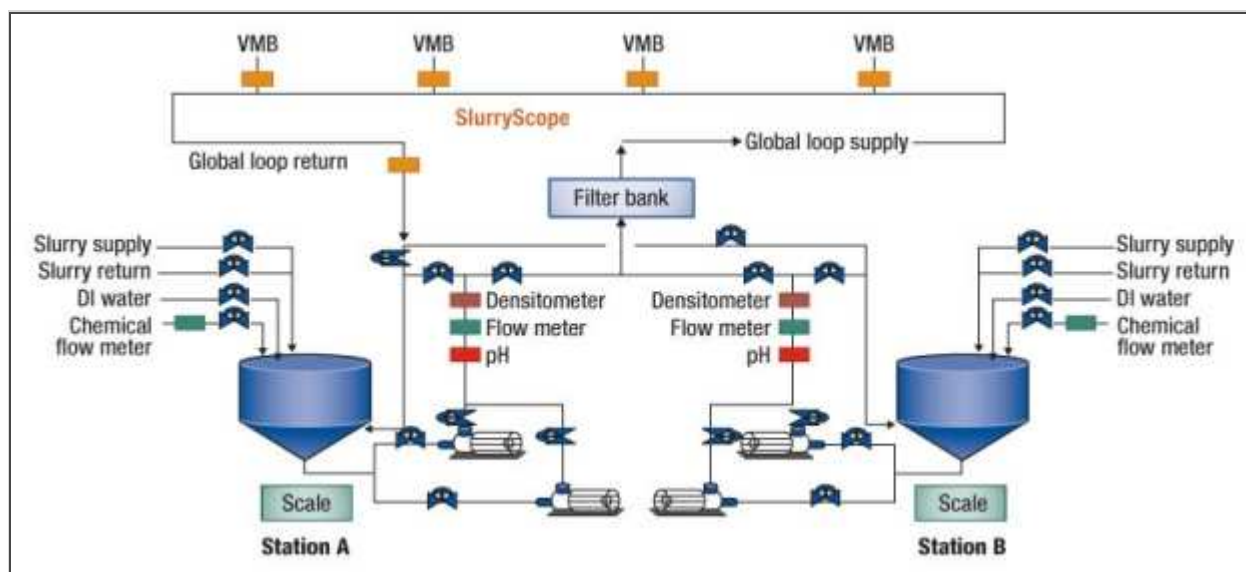 VMB
VMB
VMB
VMB
SlurryScope
Global loop return
Global loop supply
Filter bank
Slurry supply
Slurry return
DI water
Chemical
flow meter
Densitometer
Flow meter
pH
Densitometer
Flow meter
pH
Slurry supply
Slurry return
DI water
Chemical
flow meter
Scale
Station A
Scale
Station B